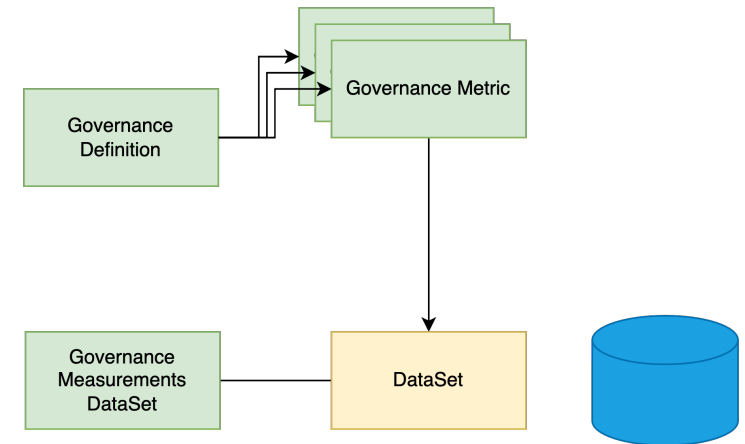 Governance Metric
Governance
Definition
Governance
Measurements
DataSet
DataSet